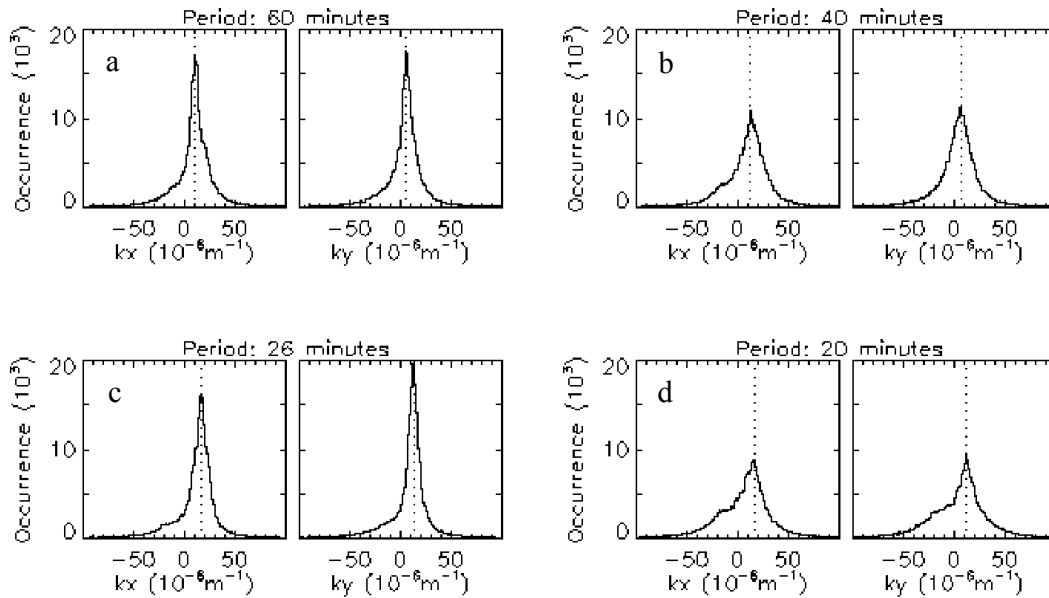 Period: 60 minutes
Period: 40 minutes
a
b
Occurrence (10³)
20
10
0
Occurrence (10³)
20
10
0
−50 0 50
−50 0 50
−50 0 50
−50 0 50
kx (10⁻⁶m⁻¹)
ky (10⁻⁶m⁻¹)
kx (10⁻⁶m⁻¹)
ky (10⁻⁶m⁻¹)
Period: 26 minutes
Period: 20 minutes
c
d
Occurrence (10³)
20
10
0
Occurrence (10³)
20
10
0
−50 0 50
−50 0 50
−50 0 50
−50 0 50
kx (10⁻⁶m⁻¹)
ky (10⁻⁶m⁻¹)
kx (10⁻⁶m⁻¹)
ky (10⁻⁶m⁻¹)